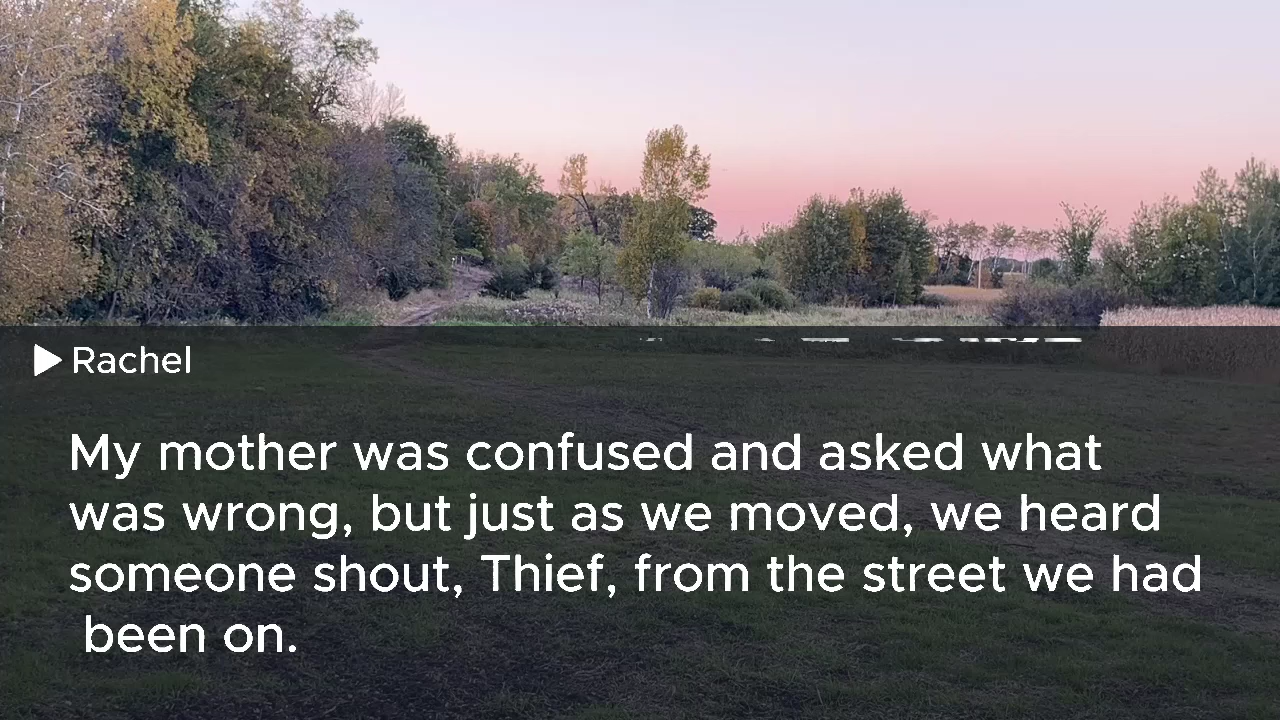 Rachel
My mother was confused and asked what
was wrong, but just as we moved, we heard
someone shout, Thief, from the street we had
been on.